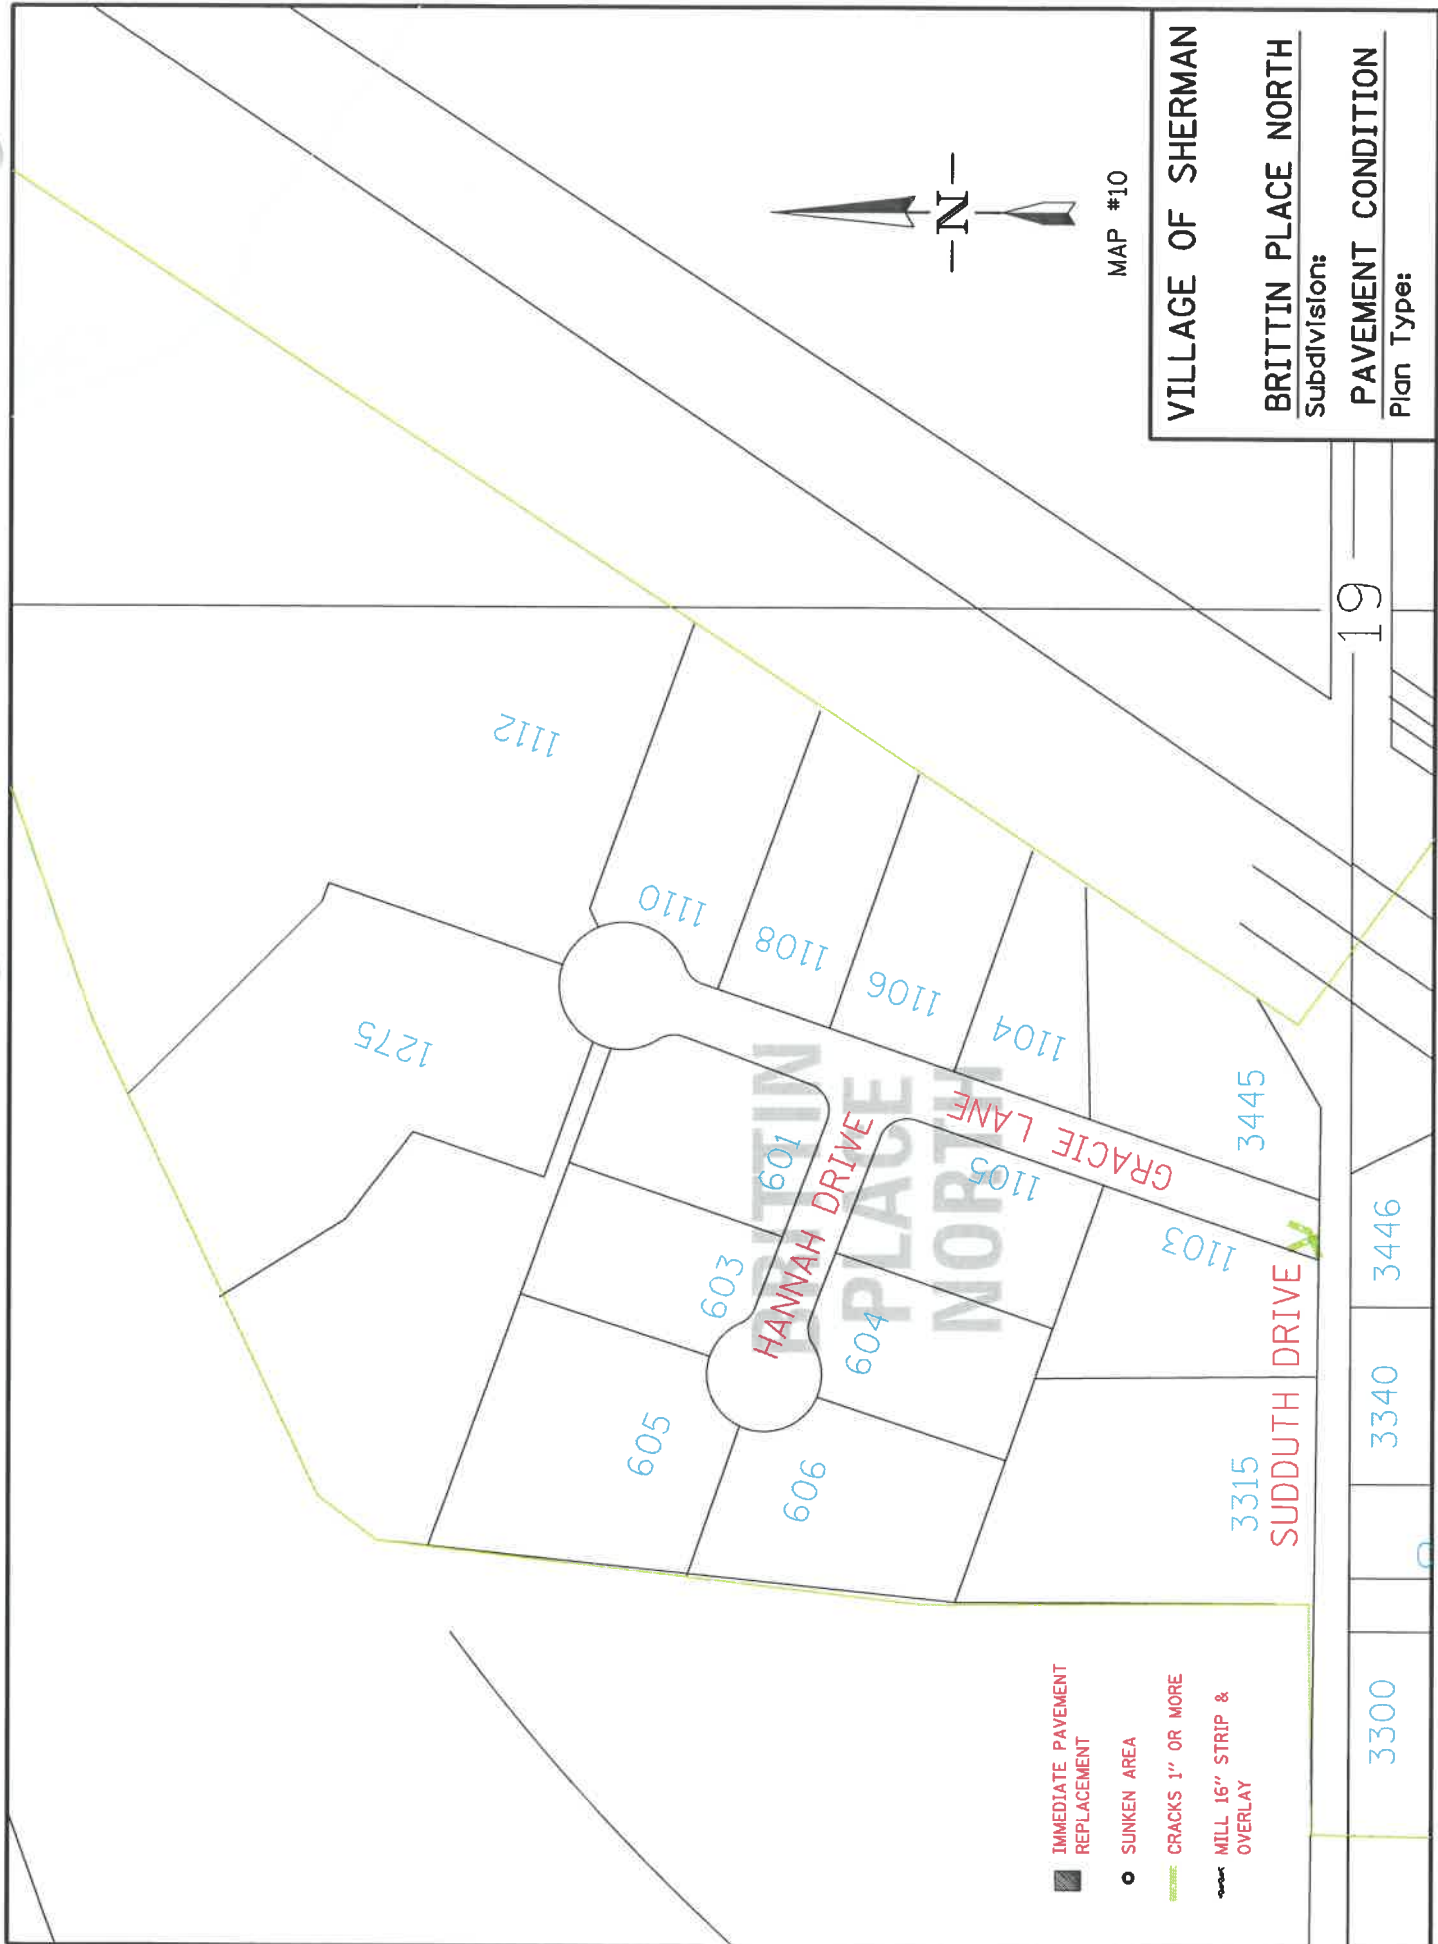 1112
1275
1110
1108
1106
1104
601
603
605
606
604
1105
1103
3445
3315
BRITTIN
PLACE
NORTH
HANNAH DRIVE
GRACIE LANE
SUDDUTH DRIVE
3300
3340
3446
19
IMMEDIATE PAVEMENT
REPLACEMENT
SUNKEN AREA
CRACKS 1" OR MORE
MILL 16" STRIP &
OVERLAY
-N-
MAP #10
VILLAGE OF SHERMAN
BRITTIN PLACE NORTH
Subdivision:
PAVEMENT CONDITION
Plan Type: